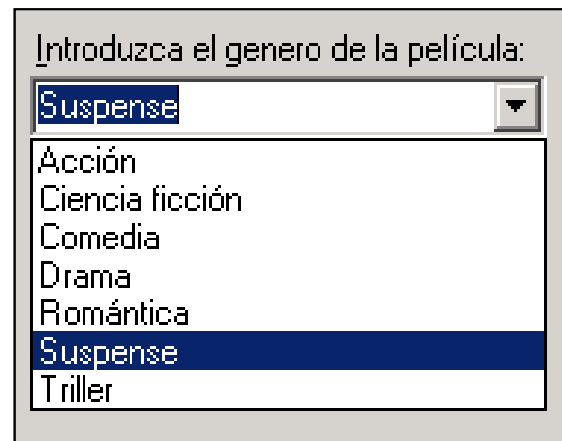 Introduzca el genero de la película:
Suspense
Acción
Ciencia ficción
Comedia
Drama
Romántica
Suspense
Triller